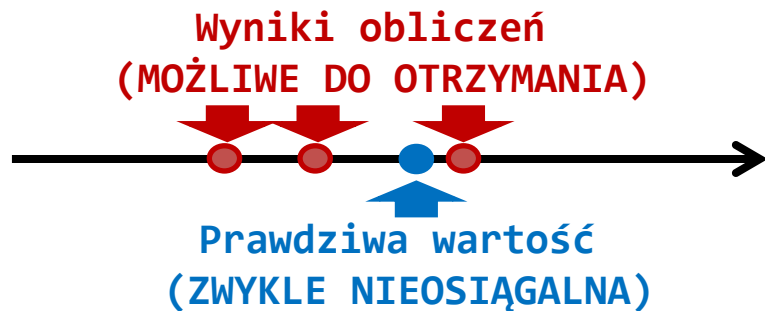 Wyniki obliczeń
(MOŻLIWE DO OTRZYMANIA)
Prawdziwa wartość
(ZWYKLE NIEOSIĄGALNA)